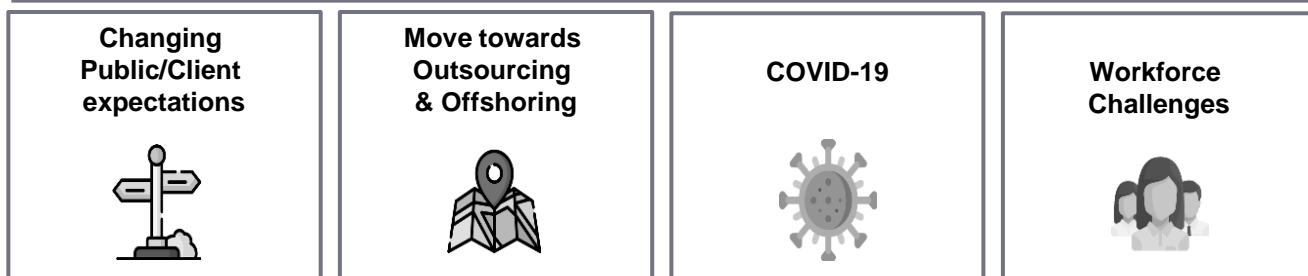 Changing
Public/Client
expectations
Move towards
Outsourcing
& Offshoring
COVID-19
Workforce
Challenges